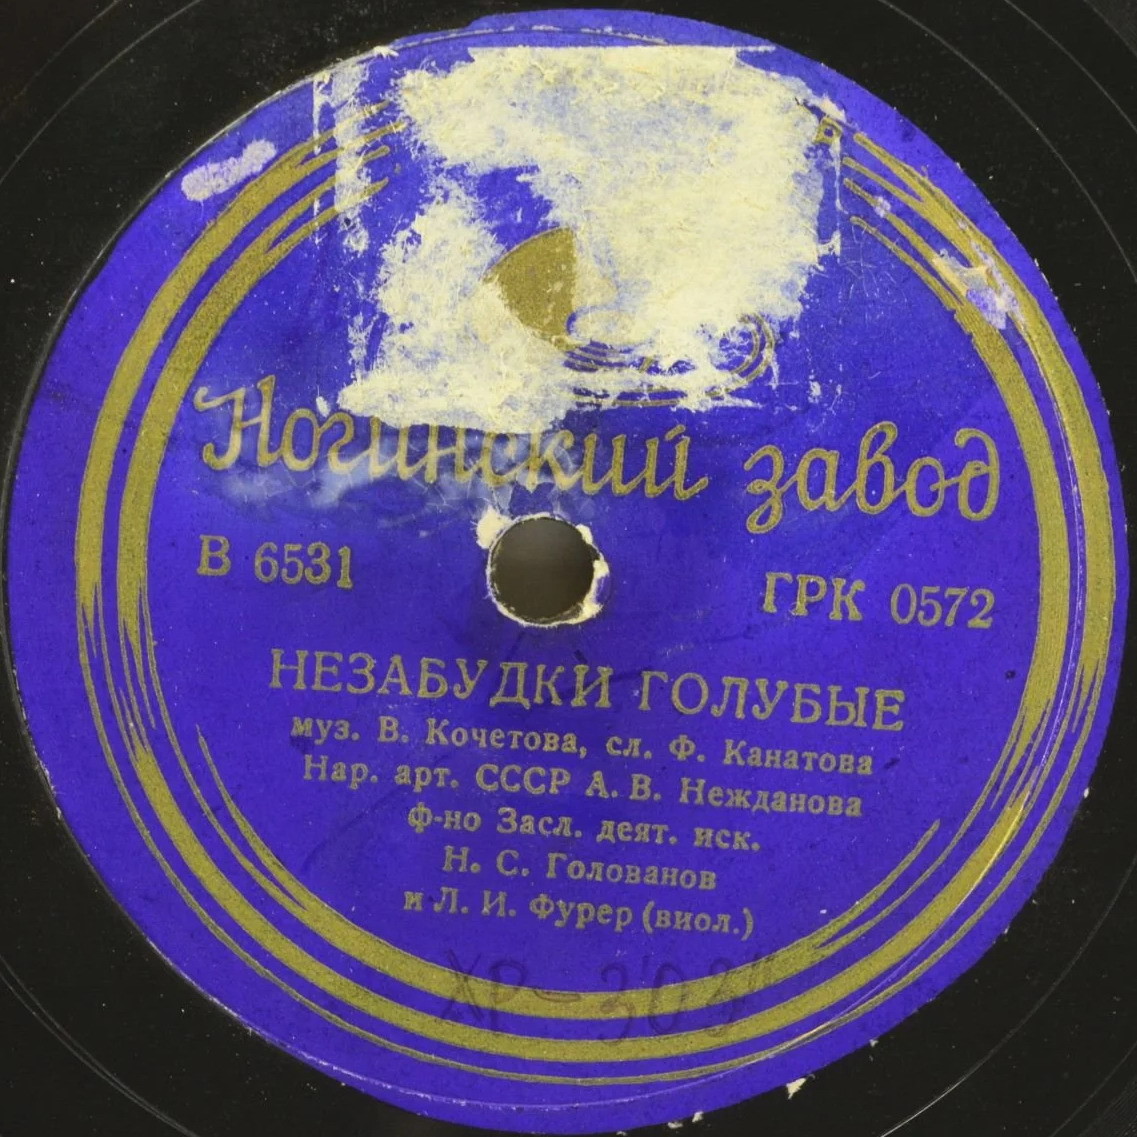 Ногинский завод
В 6531
ГРК 0572
НЕЗАБУДКИ ГОЛУБЫЕ
муз. В. Кочетова, сл. Ф. Канатова
Нар. арт. СССР А. В. Нежданова
ф-но Засл. деят. иск.
Н. С. Голованов
и Л. И. Фурер (виол.)